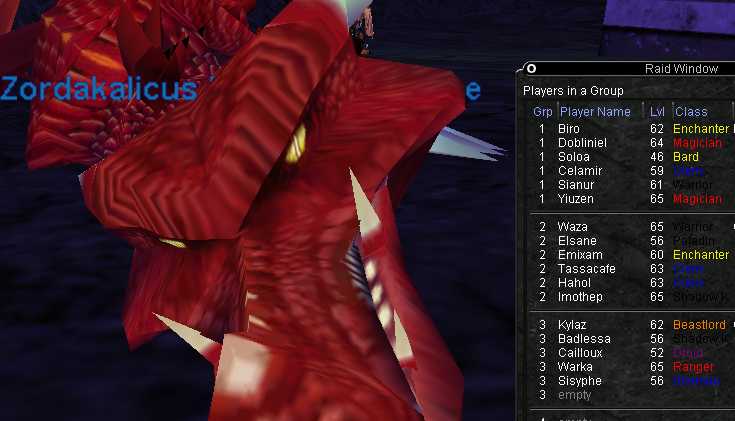 Zordakalicus
e
Raid Window
Players in a Group
Grp Player Name Lvl Class
1 Biro 62 Enchanter
1 Dobliniel 64 Magician
1 Soloa 46 Bard
1 Celamir 59
1 Sianur 61 Warrior
1 Yiuzen 65 Magician
2 Waza 65 Warrior
2 Elsane 56 Paladin
2 Emixam 60 Enchanter
2 Tassacafe 63
2 Hahol 63
2 Imothep 65 Shadow K
3 Kylaz 62 Beastlord
3 Badlessa 56 Shadow K
3 Cailloux 52 Druid
3 Warka 65 Ranger
3 Sisyphe 56
3 empty